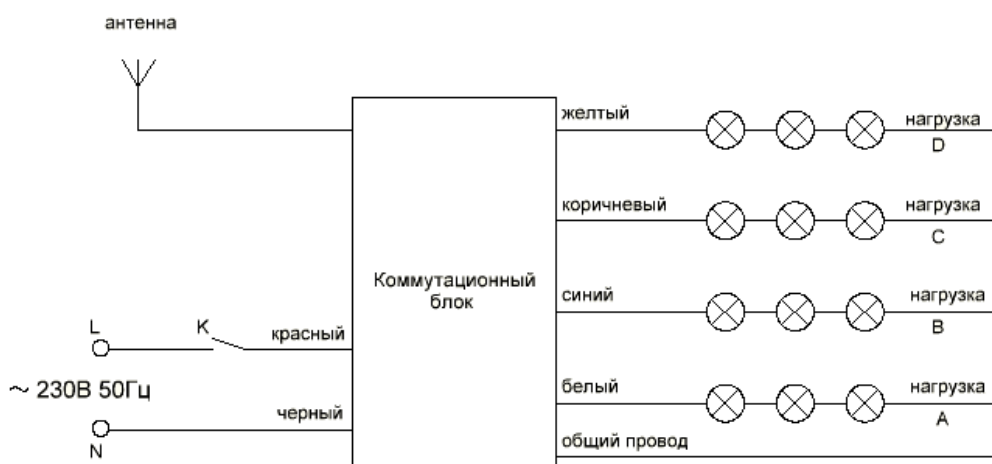 антенна
желтый
нагрузка
D
коричневый
нагрузка
C
Коммутационный
блок
синий
нагрузка
B
L
K
красный
~ 230В 50Гц
белый
нагрузка
A
черный
N
общий провод